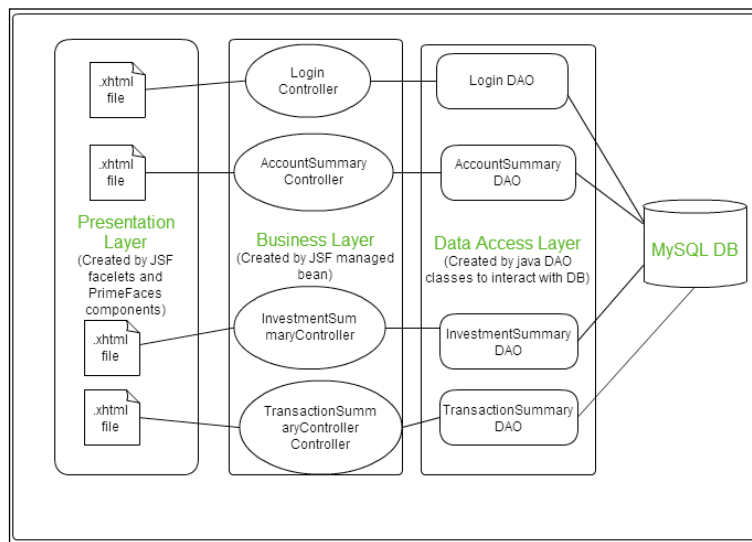 .xhtml
file
Login
Controller
Login DAO
.xhtml
file
AccountSummary
Controller
AccountSummary
DAO
Presentation
Layer
(Created by JSF
facelets and
PrimeFaces
components)
Business Layer
(Created by JSF managed
bean)
Data Access Layer
(Created by java DAO
classes to interact with DB)
MySQL DB
.xhtml
file
InvestmentSum
maryController
InvestmentSummary
DAO
.xhtml
file
TransactionSumm
aryController
Controller
TransactionSummary
DAO